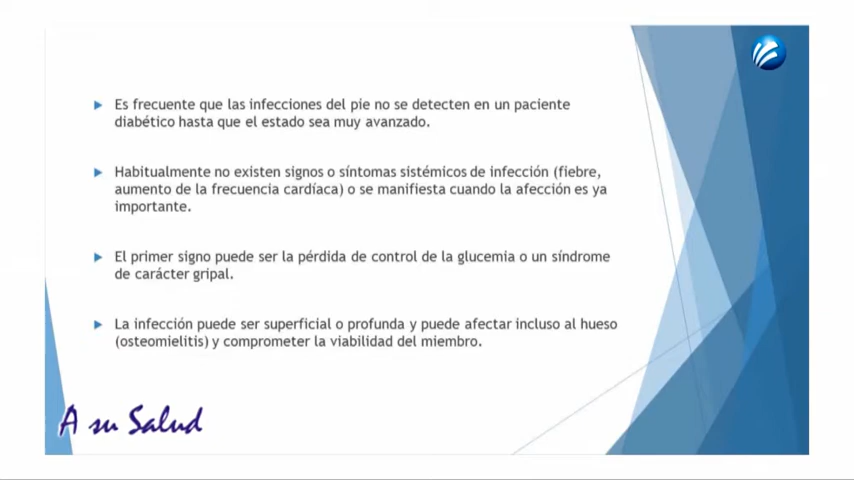 Es frecuente que las infecciones del pie no se detecten en un paciente
diabético hasta que el estado sea muy avanzado.
Habitualmente no existen signos o síntomas sistémicos de infección (fiebre,
aumento de la frecuencia cardíaca) o se manifiesta cuando la afección es ya
importante.
El primer signo puede ser la pérdida de control de la glucemia o un síndrome
de carácter gripal.
La infección puede ser superficial o profunda y puede afectar incluso al hueso
(osteomielitis) y comprometer la viabilidad del miembro.
A su Salud